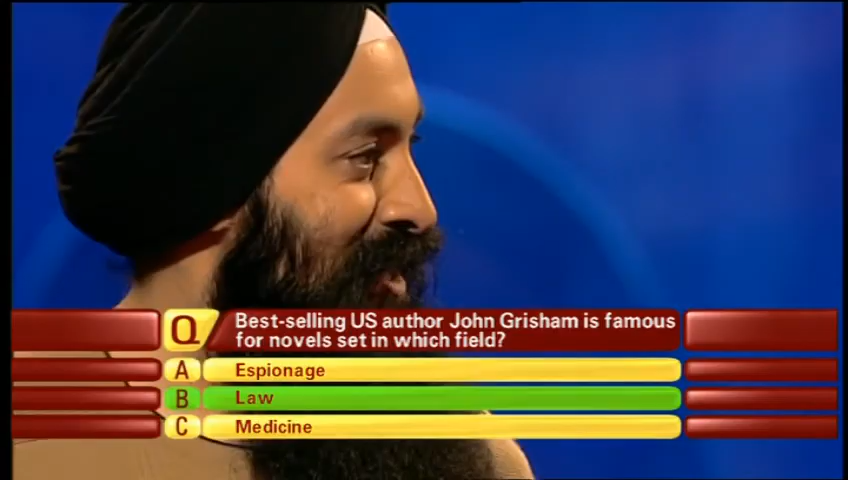 Q Best-selling US author John Grisham is famous
for novels set in which field?
A Espionage
B Law
C Medicine